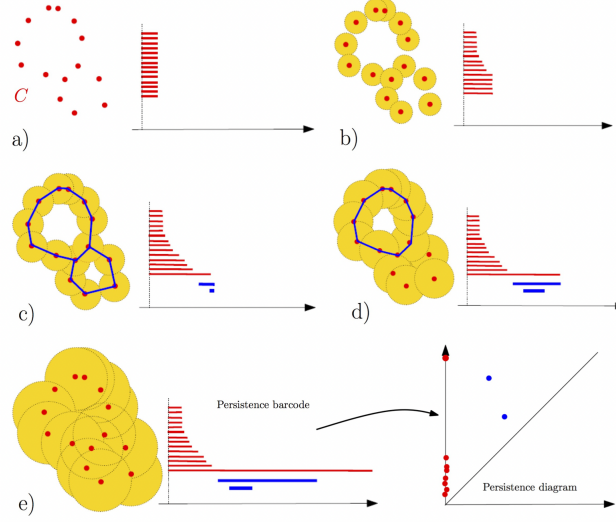 C
a)
b)
c)
d)
Persistence barcode
e)
Persistence diagram